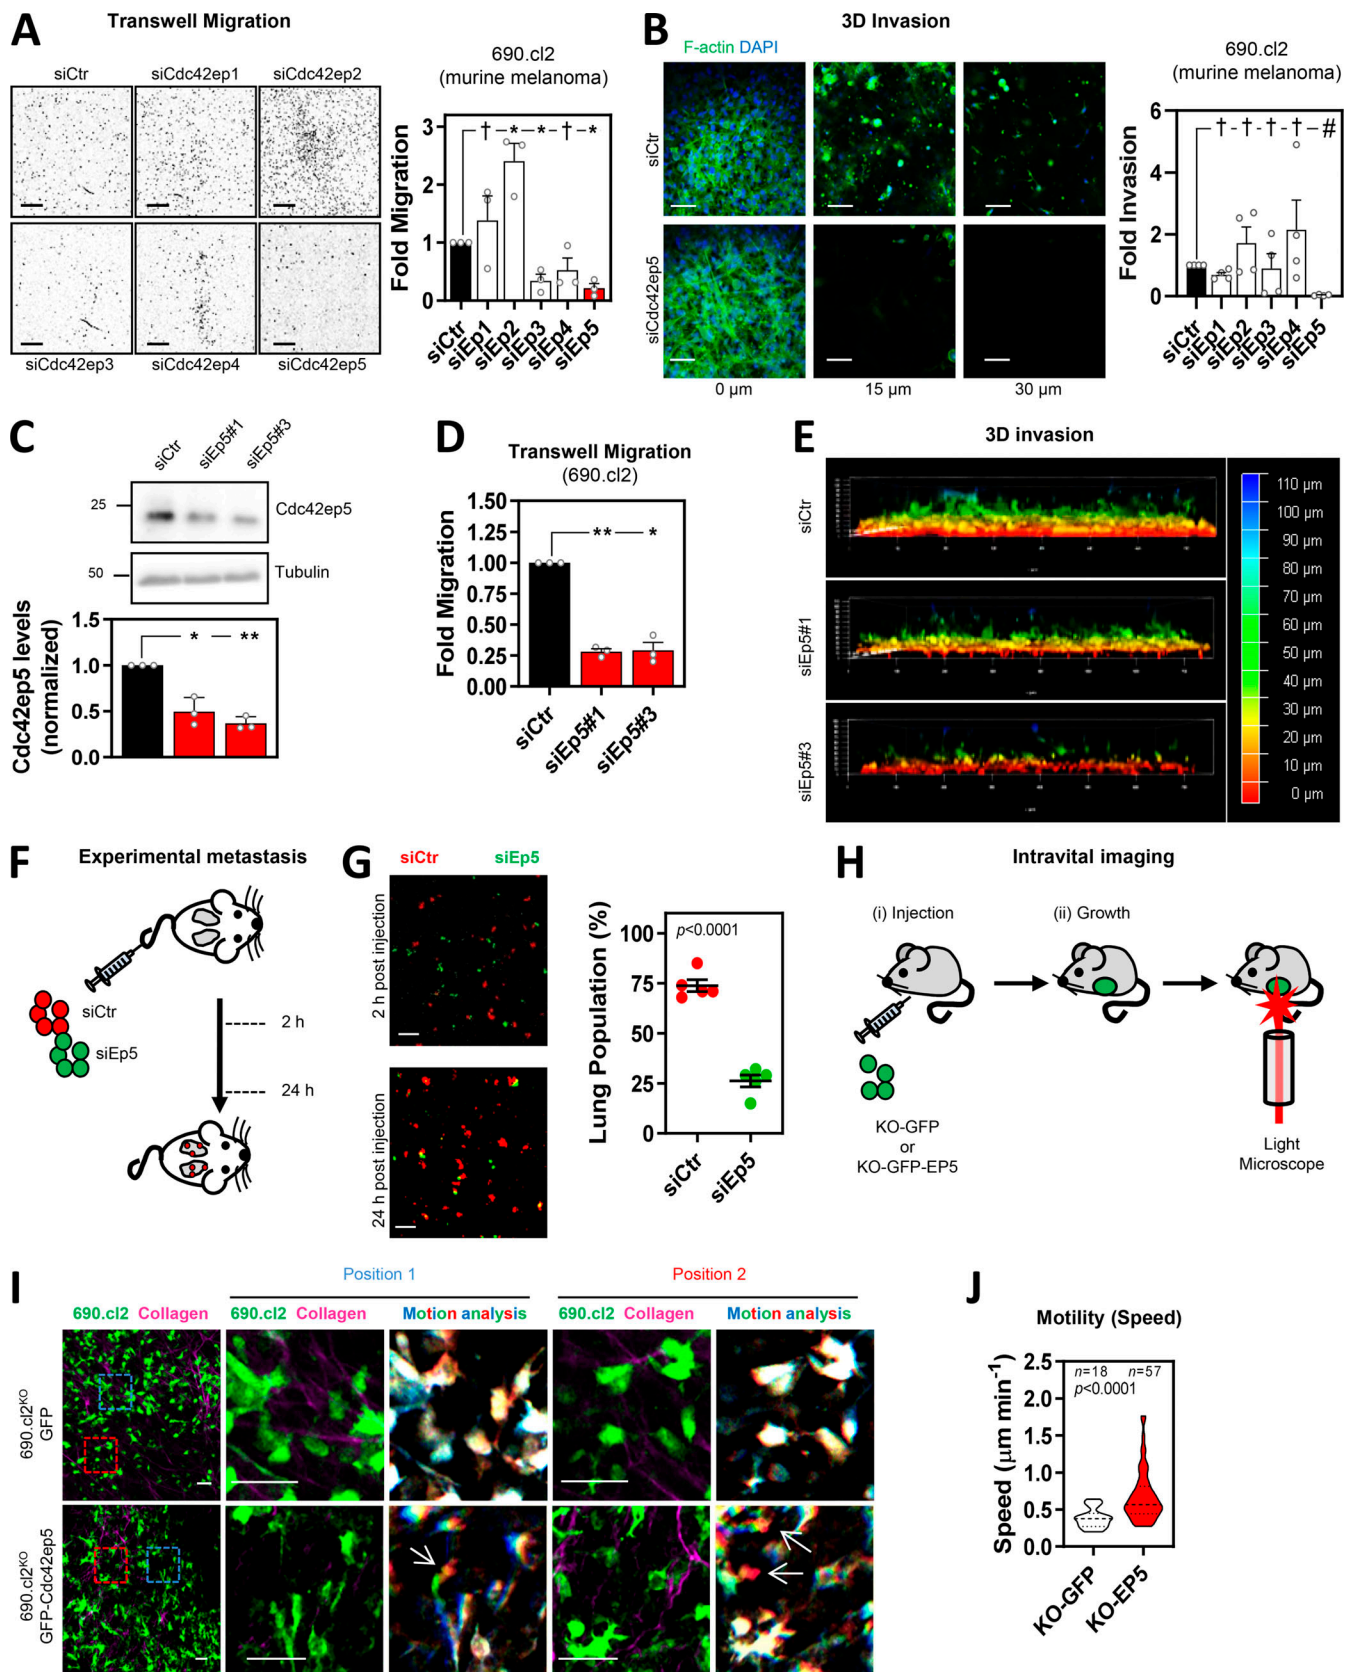 A
Transwell Migration
siCtr
siCdc42ep1
siCdc42ep2
siCdc42ep3
siCdc42ep4
siCdc42ep5
690.cl2
(murine melanoma)
Fold Migration
3
2
1
0
† * * † *
siCtr
siEp1
siEp2
siEp3
siEp4
siEp5
B
3D Invasion
F-actin DAPI
siCtr
siCdc42ep5
0 µm
15 µm
30 µm
690.cl2
(murine melanoma)
Fold Invasion
6
4
2
0
† † † † #
siCtr
siEp1
siEp2
siEp3
siEp4
siEp5
C
siCtr
siEp5#1
siEp5#3
25
Cdc42ep5
50
Tubulin
Cdc42ep5 levels
(normalized)
1.5
1.0
0.5
0.0
* **
D
Transwell Migration
(690.cl2)
Fold Migration
1.50
1.25
1.00
0.75
0.50
0.25
0.00
** *
siCtr
siEp5#1
siEp5#3
E
3D invasion
siCtr
siEp5#1
siEp5#3
110 µm
100 µm
90 µm
80 µm
70 µm
60 µm
50 µm
40 µm
30 µm
20 µm
10 µm
0 µm
F
Experimental metastasis
siCtr
siEp5
2 h
24 h
G
siCtr
siEp5
2 h post injection
24 h post injection
Lung Population (%)
100
75
50
25
0
p<0.0001
siCtr
siEp5
H
Intravital imaging
(i) Injection
(ii) Growth
KO-GFP
or
KO-GFP-EP5
Light
Microscope
I
Position 1
Position 2
690.cl2 Collagen
690.cl2 Collagen
Motion analysis
690.cl2 Collagen
Motion analysis
690.cl2KO
GFP
690.cl2KO
GFP-Cdc42ep5
J
Motility (Speed)
Speed (µm min-1)
2.5
2.0
1.5
1.0
0.5
0.0
n=18
n=57
p<0.0001
KO-GFP
KO-EP5